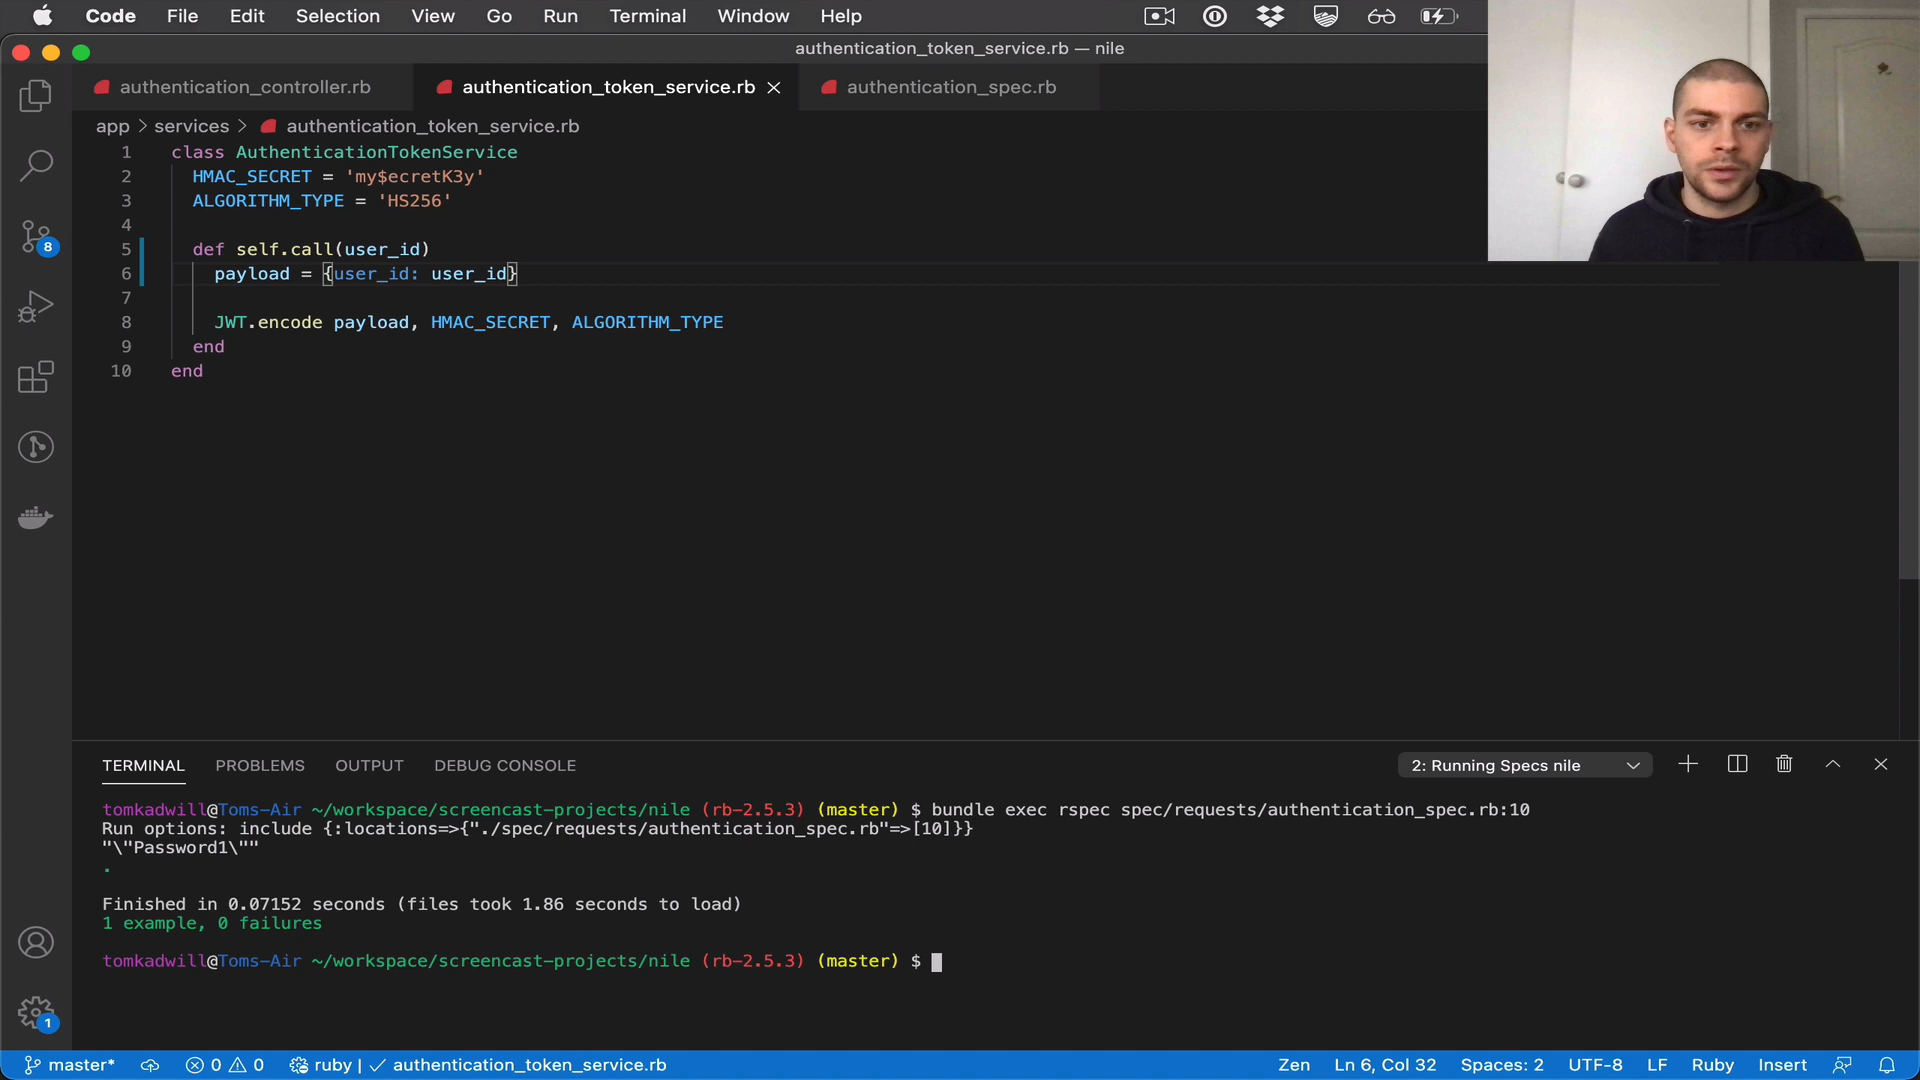 Code File Edit Selection View Go Run Terminal Window Help
authentication_token_service.rb — nile
authentication_controller.rb authentication_token_service.rb authentication_spec.rb
app > services > authentication_token_service.rb
1 class AuthenticationTokenService
2 HMAC_SECRET = 'my$ecretK3y'
3 ALGORITHM_TYPE = 'HS256'
4
5 def self.call(user_id)
6 payload = {user_id: user_id}
7
8 JWT.encode payload, HMAC_SECRET, ALGORITHM_TYPE
9 end
10 end
8
TERMINAL PROBLEMS OUTPUT DEBUG CONSOLE 2: Running Specs nile
tomkadwill@Toms-Air ~/workspace/screencast-projects/nile (rb-2.5.3) (master) $ bundle exec rspec spec/requests/authentication_spec.rb:10
Run options: include {:locations=>{"./spec/requests/authentication_spec.rb"=>[10]}}
"\"Password1\""
.
Finished in 0.07152 seconds (files took 1.86 seconds to load)
1 example, 0 failures
tomkadwill@Toms-Air ~/workspace/screencast-projects/nile (rb-2.5.3) (master) $
1
master* 0 0 ruby | ✓ authentication_token_service.rb Zen Ln 6, Col 32 Spaces: 2 UTF-8 LF Ruby Insert